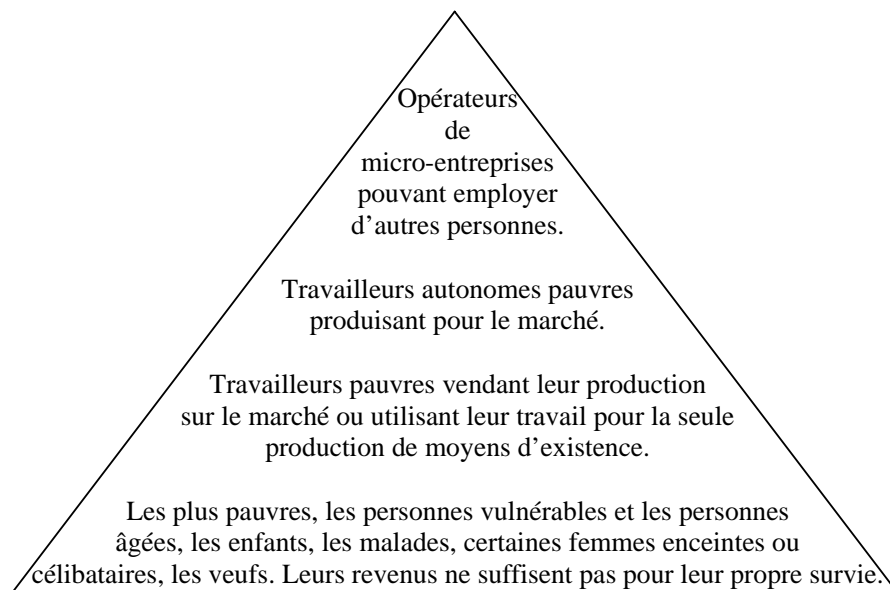 Opérateurs
de
micro-entreprises
pouvant employer
d’autres personnes.
Travailleurs autonomes pauvres
produisant pour le marché.
Travailleurs pauvres vendant leur production
sur le marché ou utilisant leur travail pour la seule
production de moyens d’existence.
Les plus pauvres, les personnes vulnérables et les personnes
âgées, les enfants, les malades, certaines femmes enceintes ou
célibataires, les veufs. Leurs revenus ne suffisent pas pour leur propre survie.